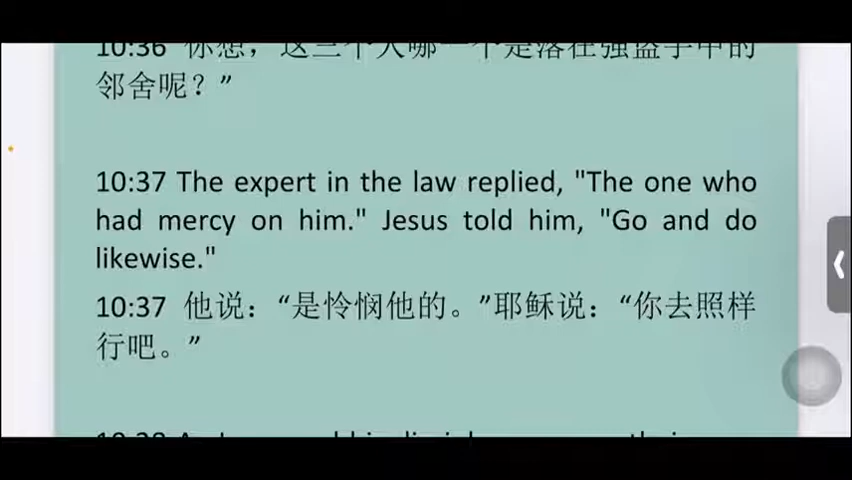 10:36 你想，这三个人哪一个是落在强盗手中的
邻舍呢？”
10:37 The expert in the law replied, "The one who
had mercy on him." Jesus told him, "Go and do
likewise."
10:37 他说：“是怜悯他的。”耶稣说：“你去照样
行吧。”